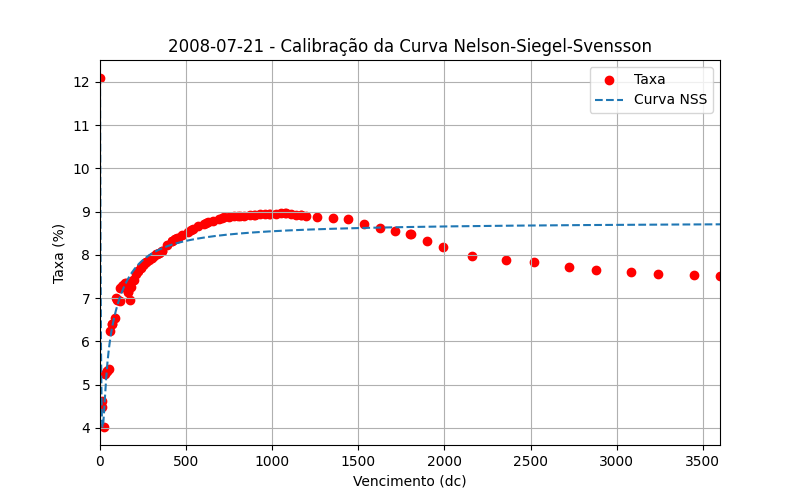 2008-07-21 - Calibração da Curva Nelson-Siegel-Svensson
Taxa
Curva NSS
Taxa (%)
12
11
10
9
8
7
6
5
4
0 500 1000 1500 2000 2500 3000 3500
Vencimento (dc)